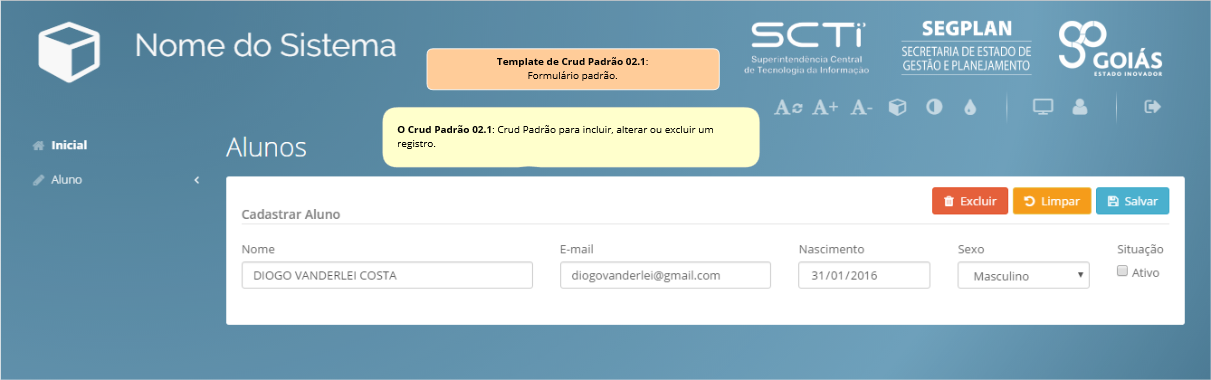 Nome do Sistema
Template de Crud Padrão 02.1:
Formulário padrão.
SCTi
Superintendência Central
de Tecnologia da Informação
SEGPLAN
SECRETARIA DE ESTADO DE
GESTÃO E PLANEJAMENTO
GOIÁS
ESTADO INOVADOR
A A+ A-
O Crud Padrão 02.1: Crud Padrão para incluir, alterar ou excluir um
registro.
Inicial
Aluno
Alunos
Excluir Limpar Salvar
Cadastrar Aluno
Nome E-mail Nascimento Sexo Situação
DIOGO VANDERLEI COSTA diogovanderlei@gmail.com 31/01/2016 Masculino Ativo